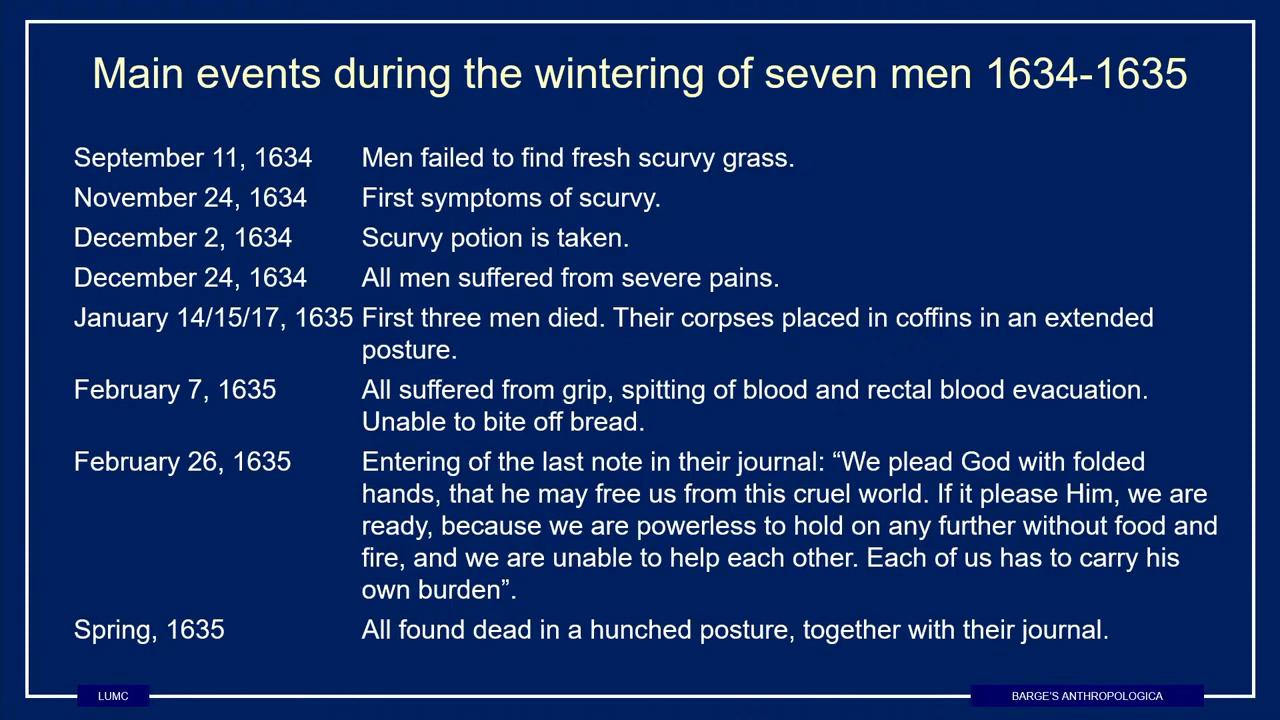 Main events during the wintering of seven men 1634-1635
September 11, 1634 Men failed to find fresh scurvy grass.
November 24, 1634 First symptoms of scurvy.
December 2, 1634 Scurvy potion is taken.
December 24, 1634 All men suffered from severe pains.
January 14/15/17, 1635 First three men died. Their corpses placed in coffins in an extended
posture.
February 7, 1635 All suffered from grip, spitting of blood and rectal blood evacuation.
Unable to bite off bread.
February 26, 1635 Entering of the last note in their journal: “We plead God with folded
hands, that he may free us from this cruel world. If it please Him, we are
ready, because we are powerless to hold on any further without food and
fire, and we are unable to help each other. Each of us has to carry his
own burden”.
Spring, 1635 All found dead in a hunched posture, together with their journal.
LUMC BARGE’S ANTHROPOLOGICA